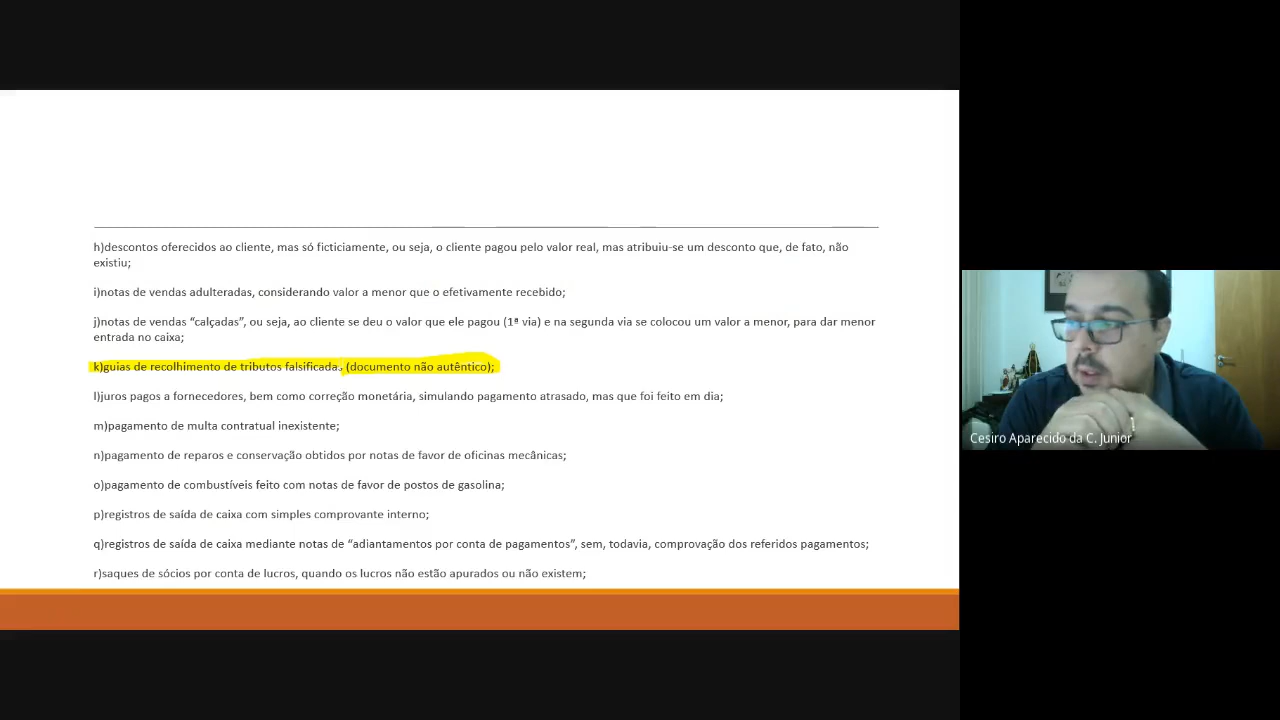 h)descontos oferecidos ao cliente, mas só ficticiamente, ou seja, o cliente pagou pelo valor real, mas atribuiu-se um desconto que, de fato, não
existiu;
i)notas de vendas adulteradas, considerando valor a menor que o efetivamente recebido;
j)notas de vendas “calçadas”, ou seja, ao cliente se deu o valor que ele pagou (1ª via) e na segunda via se colocou um valor a menor, para dar menor
entrada no caixa;
k)guias de recolhimento de tributos falsificada. (documento não autêntico);
l)juros pagos a fornecedores, bem como correção monetária, simulando pagamento atrasado, mas que foi feito em dia;
m)pagamento de multa contratual inexistente;
n)pagamento de reparos e conservação obtidos por notas de favor de oficinas mecânicas;
o)pagamento de combustíveis feito com notas de favor de postos de gasolina;
p)registros de saída de caixa com simples comprovante interno;
q)registros de saída de caixa mediante notas de “adiantamentos por conta de pagamentos”, sem, todavia, comprovação dos referidos pagamentos;
r)saques de sócios por conta de lucros, quando os lucros não estão apurados ou não existem;
Cesiro Aparecido da C. Junior